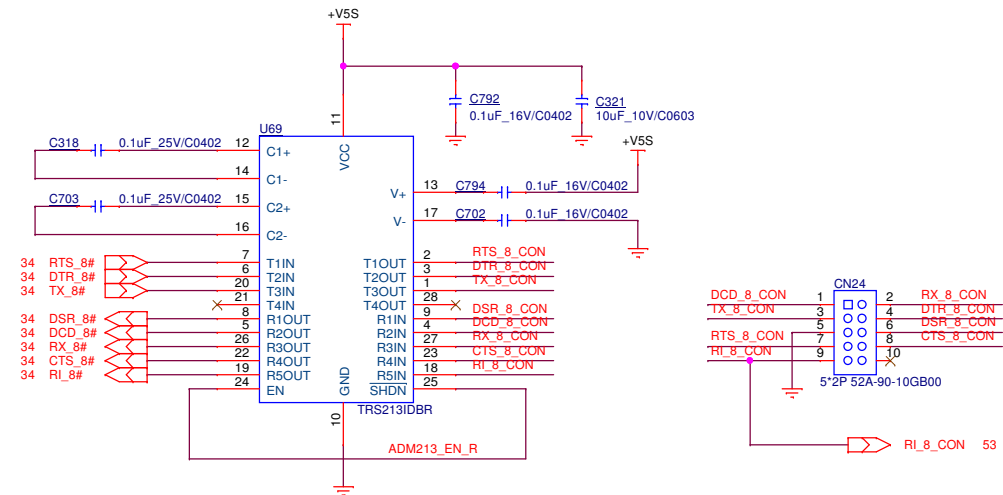 +V5S
C792
0.1uF_16V/C0402
C321
10uF_10V/C0603
11
U69
VCC
C318 0.1uF_25V/C0402 12 C1+
14 C1-
C703 0.1uF_25V/C0402 15 C2+
16 C2-
+V5S
V+ 13 C794 0.1uF_16V/C0402
V- 17 C702 0.1uF_16V/C0402
34 RTS_8# 7 T1IN T1OUT 2 RTS_8_CON
34 DTR_8# 6 T2IN T2OUT 3 DTR_8_CON
34 TX_8# 20 T3IN T3OUT 1 TX_8_CON
21 T4IN T4OUT 28
34 DSR_8# 8 R1OUT R1IN 9 DSR_8_CON
34 DCD_8# 5 R2OUT R2IN 4 DCD_8_CON
34 RX_8# 26 R3OUT R3IN 27 RX_8_CON
34 CTS_8# 22 R4OUT R4IN 23 CTS_8_CON
34 RI_8# 19 R5OUT R5IN 18 RI_8_CON
24 EN SHDN 25
GND
10
TRS213IDBR
ADM213_EN_R
CN24
DCD_8_CON 1 2 RX_8_CON
TX_8_CON 3 4 DTR_8_CON
5 6 DSR_8_CON
RTS_8_CON 7 8 CTS_8_CON
RI_8_CON 9 10
5*2P 52A-90-10GB00
RI_8_CON 53